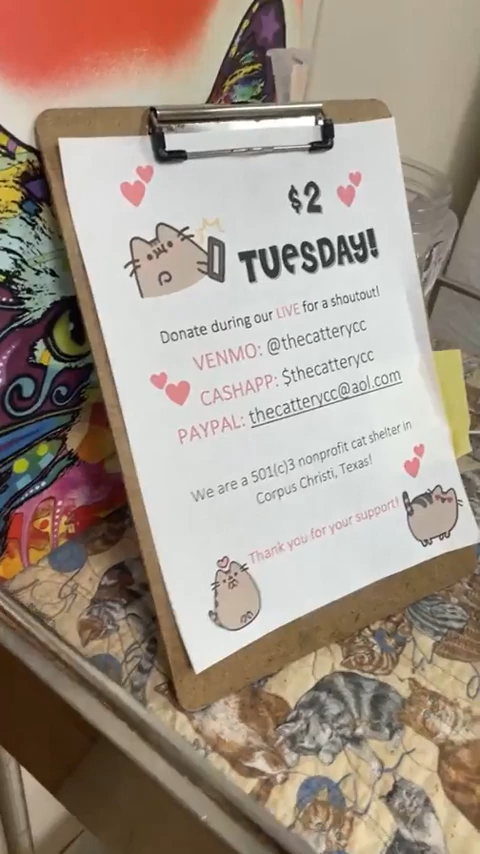 $2
TUESDAY!
Donate during our LIVE for a shoutout!
VENMO: @thecatterycc
CASHAPP: $thecatterycc
PAYPAL: thecatterycc@aol.com
We are a 501(c)3 nonprofit cat shelter in
Corpus Christi, Texas!
Thank you for your support!